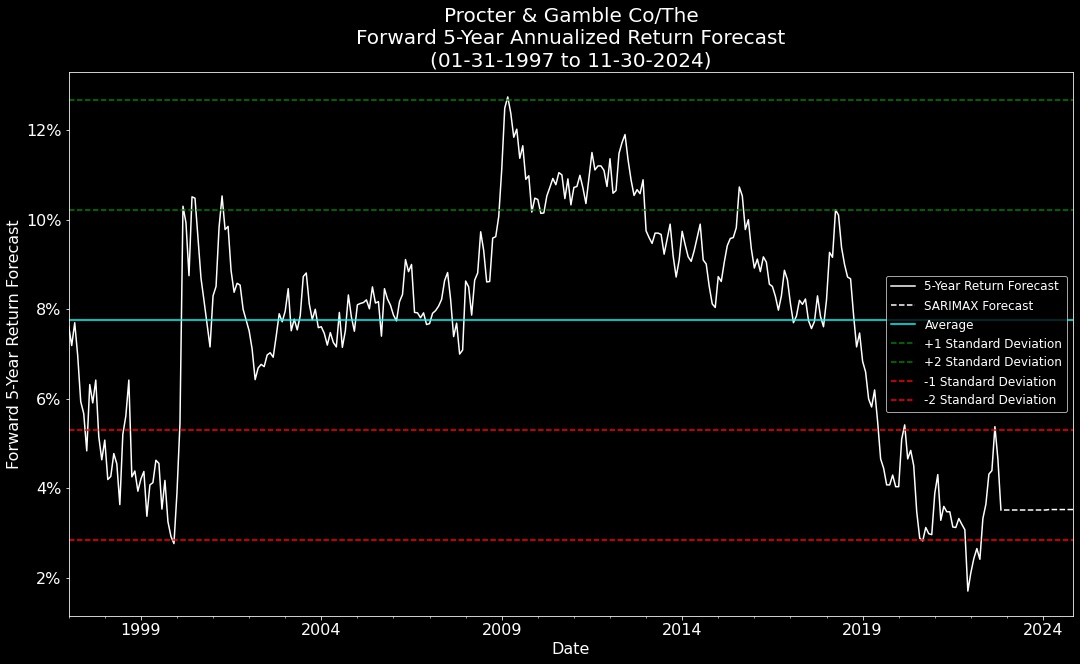 Procter & Gamble Co/The
Forward 5-Year Annualized Return Forecast
(01-31-1997 to 11-30-2024)
Forward 5-Year Return Forecast
12%
10%
8%
6%
4%
2%
5-Year Return Forecast
SARIMAX Forecast
Average
+1 Standard Deviation
+2 Standard Deviation
-1 Standard Deviation
-2 Standard Deviation
1999
2004
2009
2014
2019
2024
Date